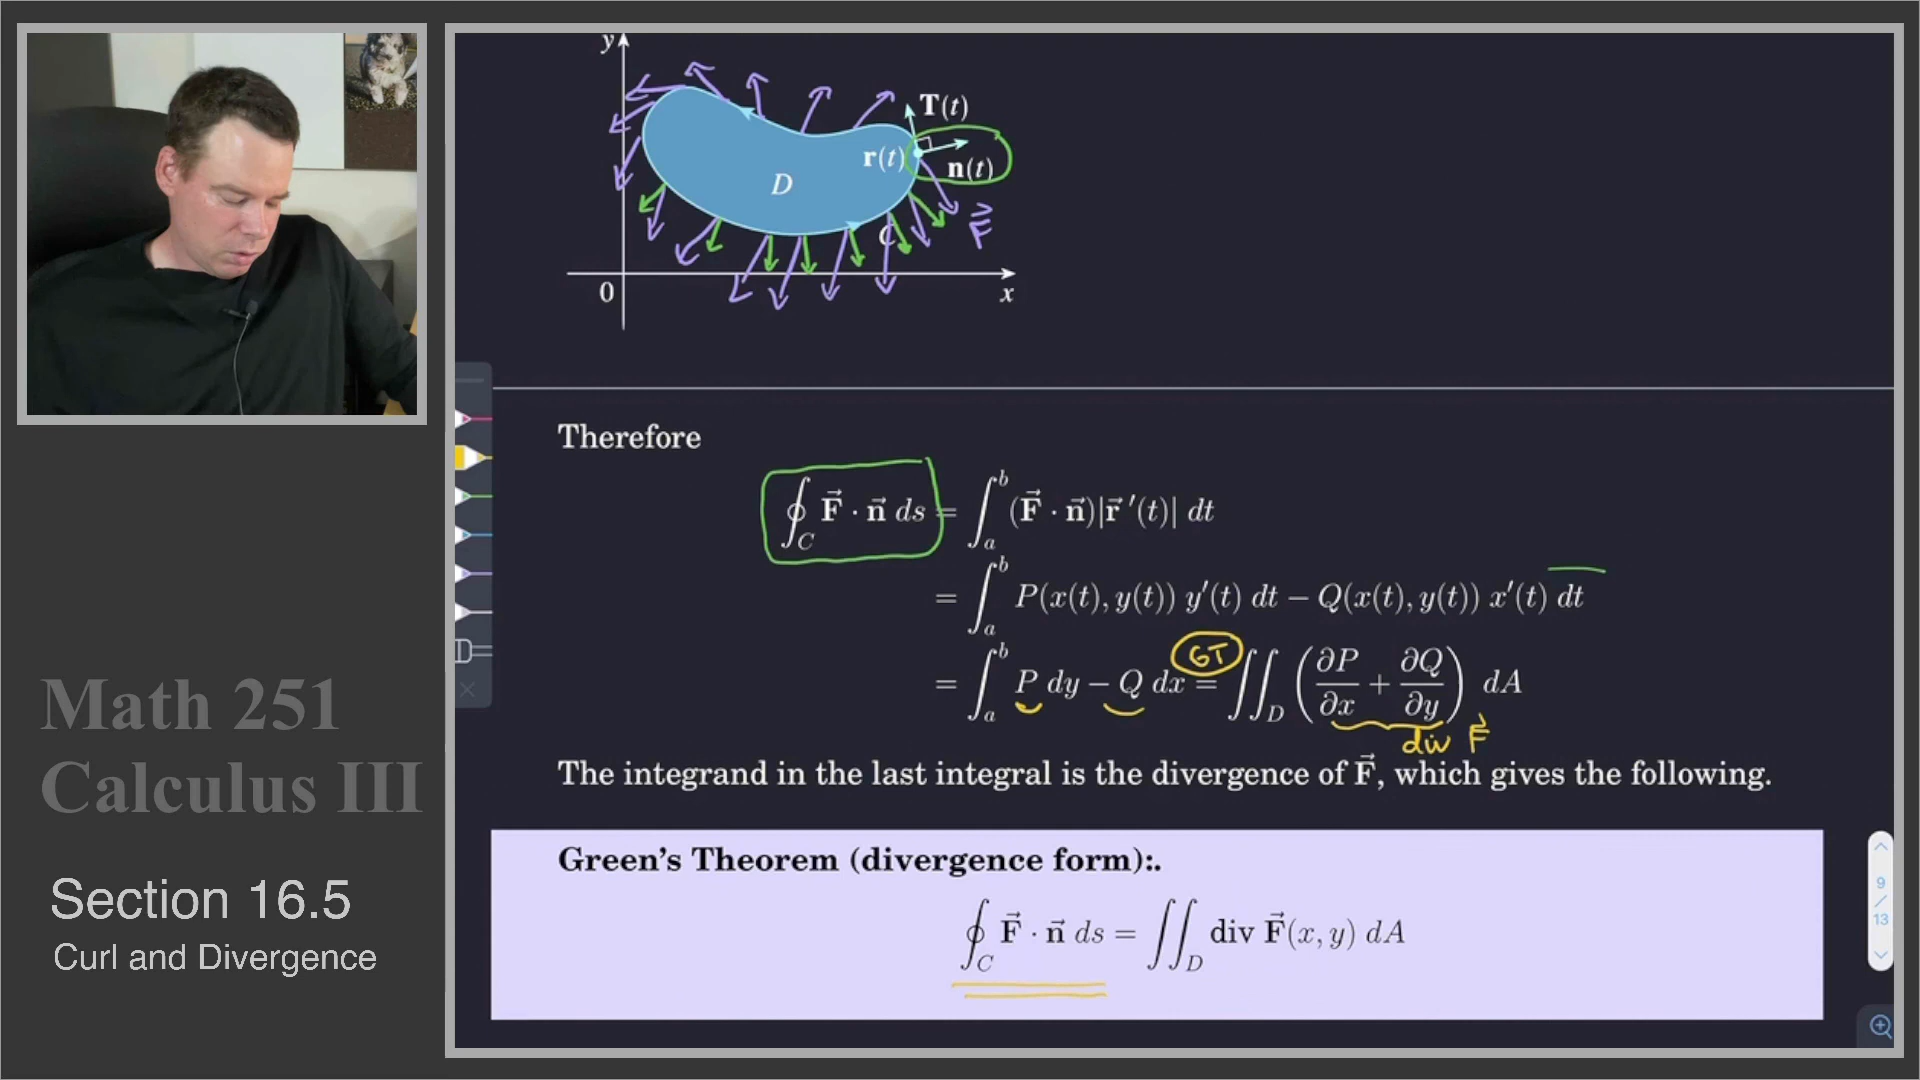 y
T(t)
r(t)
n(t)
D
C
F⃗
0
x
Therefore
∮_C F⃗ · n⃗ ds = ∫_a^b (F⃗ · n⃗)|r⃗ ′(t)| dt
= ∫_a^b P(x(t), y(t)) y′(t) dt − Q(x(t), y(t)) x′(t) dt
GT
= ∫_a^b P dy − Q dx = ∬_D (∂P/∂x + ∂Q/∂y) dA
div F⃗
The integrand in the last integral is the divergence of F⃗, which gives the following.
Green's Theorem (divergence form):.
∮_C F⃗ · n⃗ ds = ∬_D div F⃗(x, y) dA
Math 251
Calculus III
Section 16.5
Curl and Divergence
9
/
13